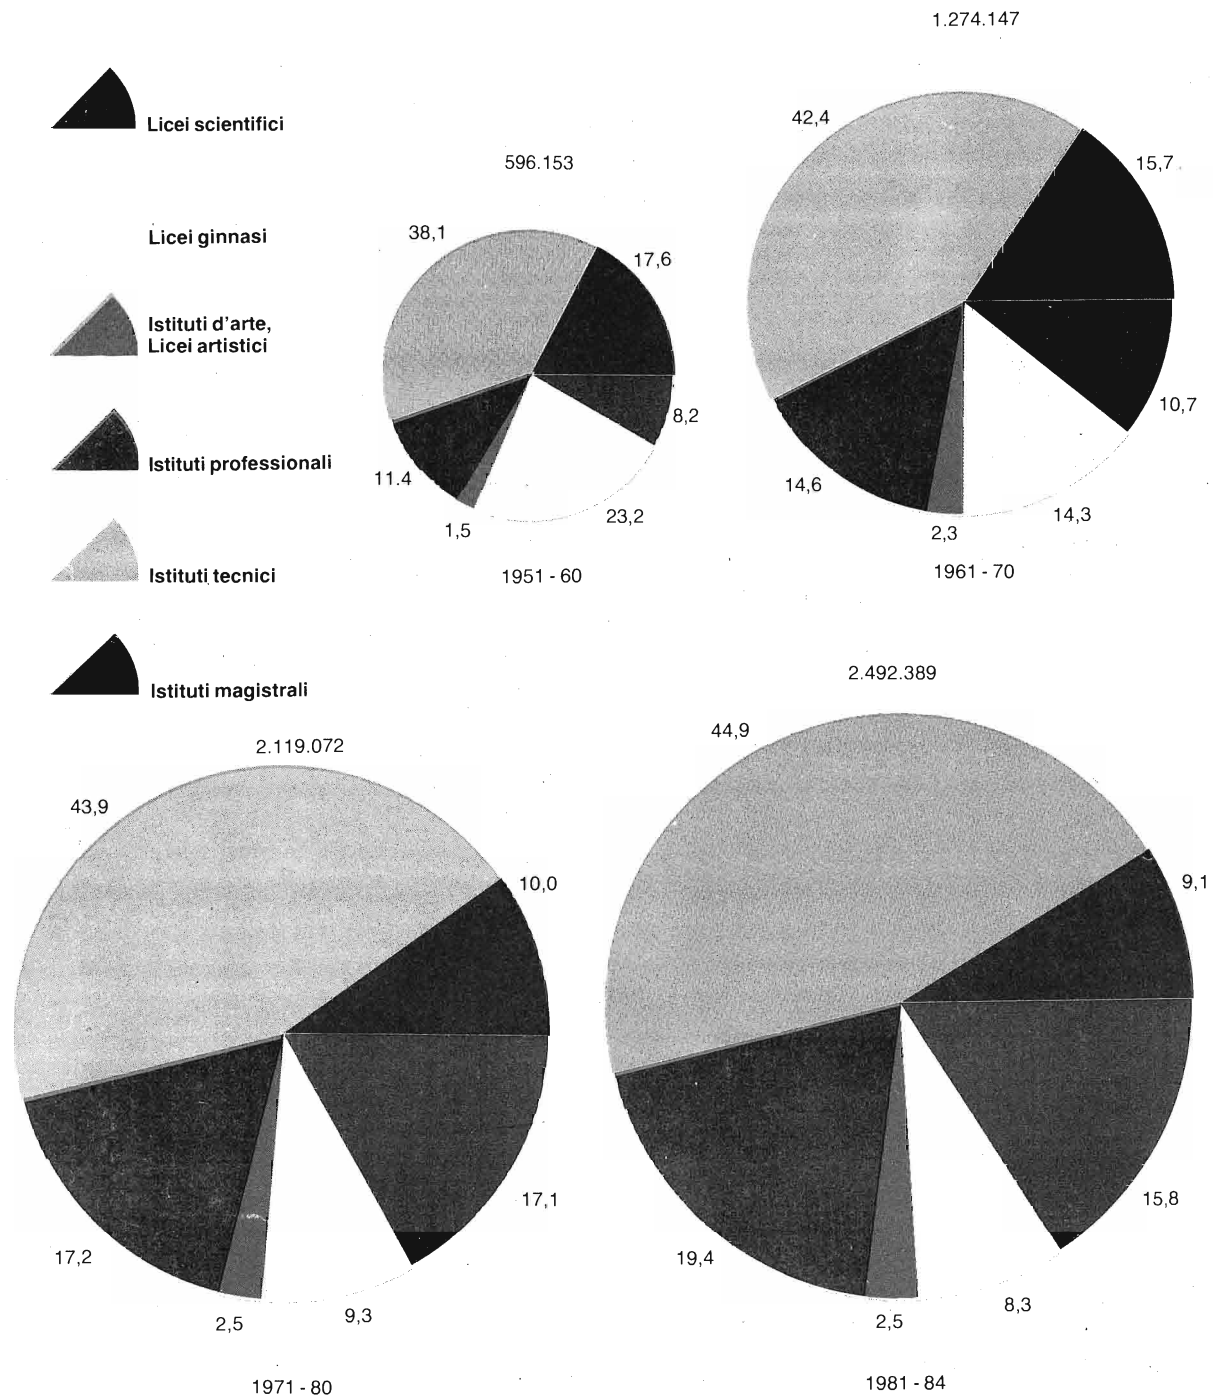 Licei scientifici
Licei ginnasi
Istituti d'arte,
Licei artistici
Istituti professionali
Istituti tecnici
Istituti magistrali
596.153
38,1
17,6
8,2
23,2
1,5
11.4
1951 - 60
1.274.147
42,4
15,7
10,7
14,3
2,3
14,6
1961 - 70
2.119.072
43,9
10,0
17,1
9,3
2,5
17,2
1971 - 80
2.492.389
44,9
9,1
15,8
8,3
2,5
19,4
1981 - 84